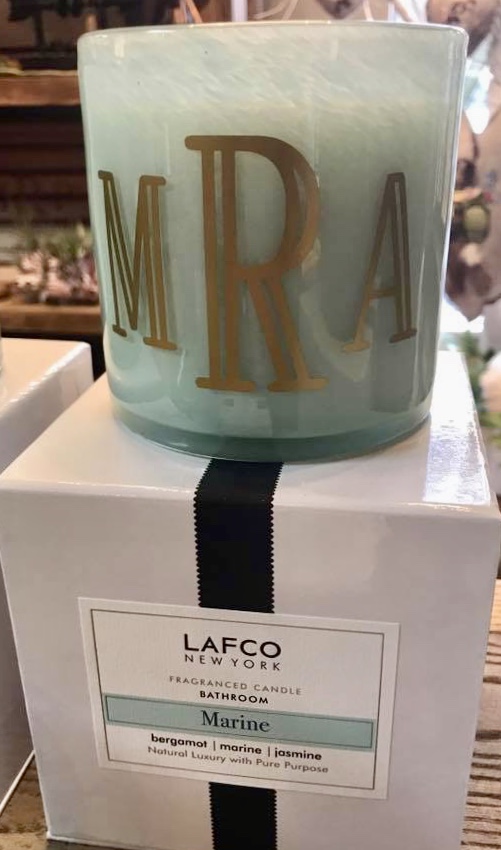 MRA
LAFCO
NEW YORK
FRAGRANCED CANDLE
BATHROOM
Marine
bergamot | marine | jasmine
Natural Luxury with Pure Purpose